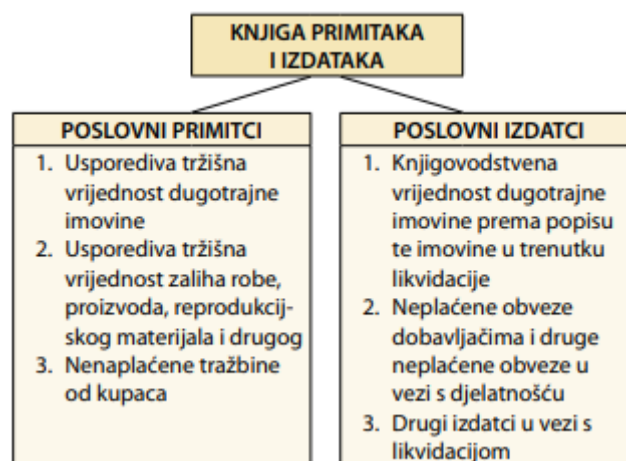 KNJIGA PRIMITAKA
I IZDATAKA
POSLOVNI PRIMITCI
1. Usporediva tržišna
vrijednost dugotrajne
imovine
2. Usporediva tržišna
vrijednost zaliha robe,
proizvoda, reprodukcij-
skog materijala i drugog
3. Nenaplaćene tražbine
od kupaca
POSLOVNI IZDATCI
1. Knjigovodstvena
vrijednost dugotrajne
imovine prema popisu
te imovine u trenutku
likvidacije
2. Neplaćene obveze
dobavljačima i druge
neplaćene obveze u
vezi s djelatnošću
3. Drugi izdatci u vezi s
likvidacijom